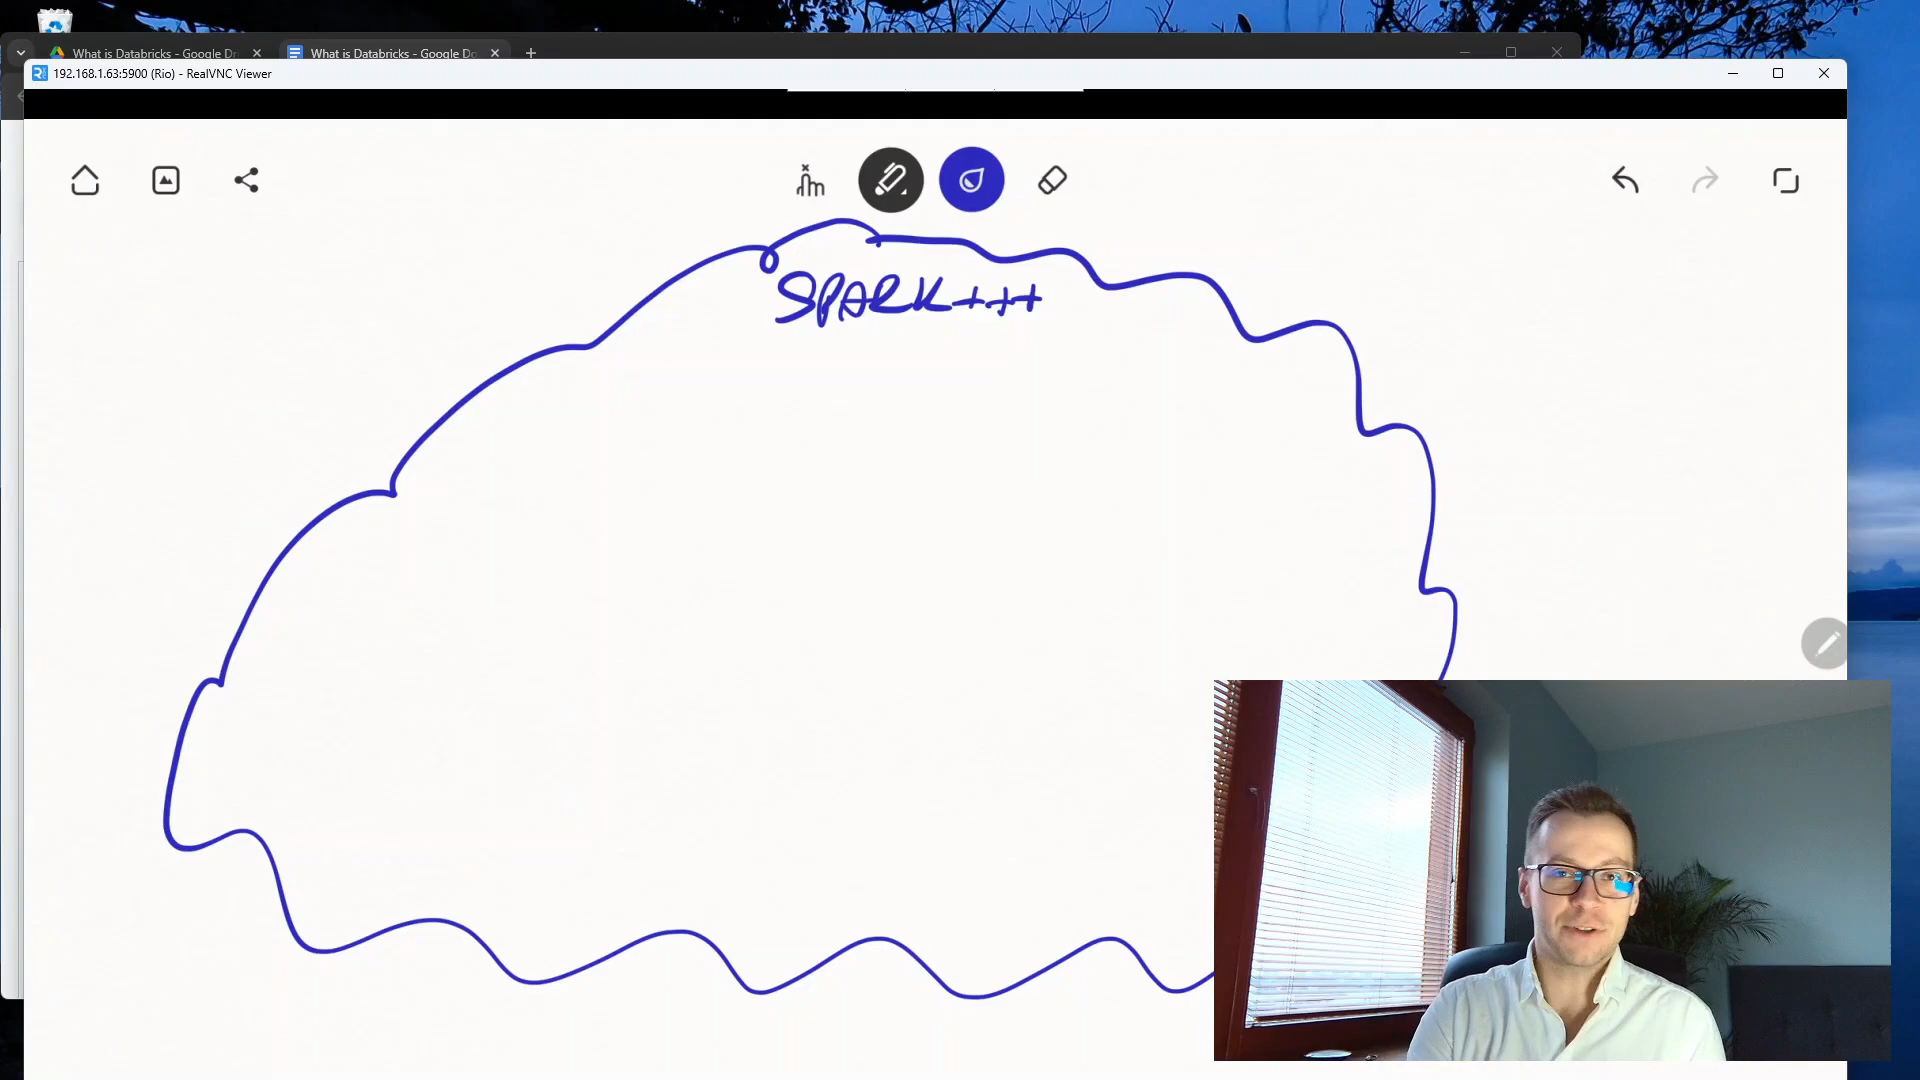 What is Databricks - Google Dr
What is Databricks - Google Do
192.168.1.63:5900 (Rio) - RealVNC Viewer
SPARK+++